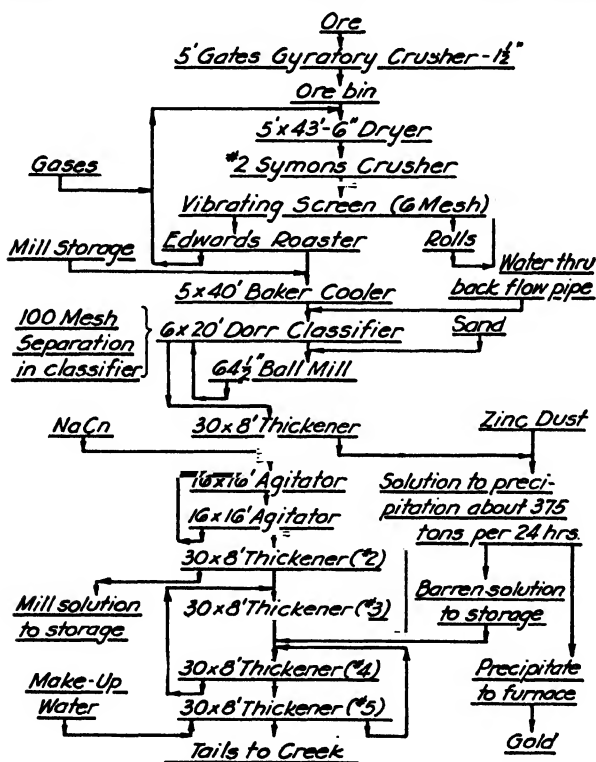 Ore
5' Gates Gyratory Crusher-1½"
Ore bin
5'x43'-6" Dryer
Gases
#2 Symons Crusher
Vibrating Screen (6 Mesh)
Mill Storage
Edwards Roaster
Rolls
Water thru
back flow pipe
5x40' Baker Cooler
100 Mesh
Separation
in classifier
6x20' Dorr Classifier
Sand
64½" Ball Mill
NaCn
30x8' Thickener
Zinc Dust
16x16' Agitator
16x16' Agitator
Solution to preci-
pitation about 375
tons per 24 hrs.
30x8' Thickener (#2)
Mill solution
to storage
30x8' Thickener (#3)
Barren solution
to storage
30x8' Thickener (#4)
Make-Up
Water
30x8' Thickener (#5)
Precipitate
to furnace
Tails to Creek
Gold